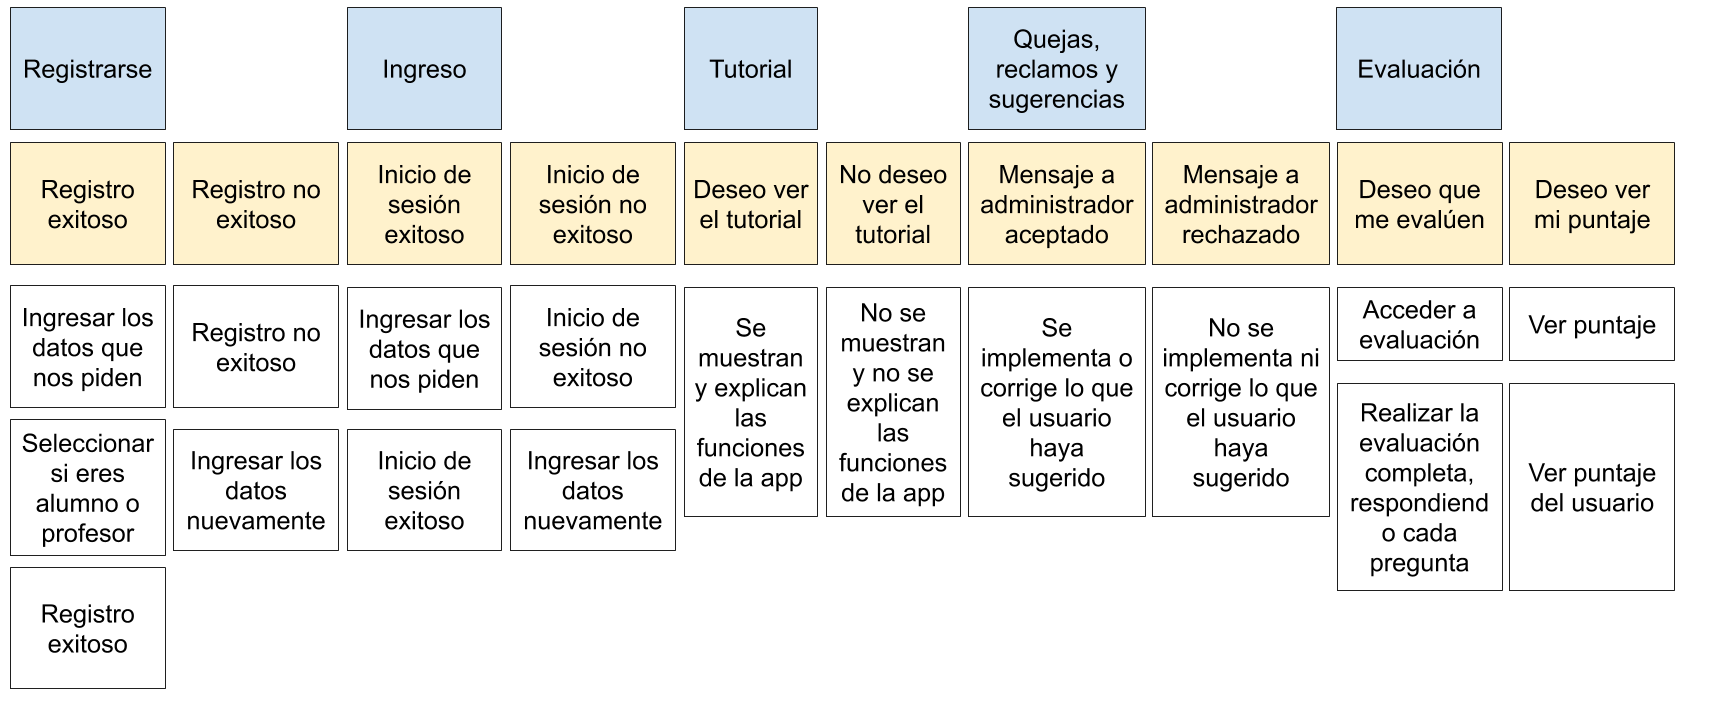 Registrarse
Ingreso
Tutorial
Quejas,
reclamos y
sugerencias
Evaluación
Registro
exitoso
Registro no
exitoso
Inicio de
sesión
exitoso
Inicio de
sesión no
exitoso
Deseo ver
el tutorial
No deseo
ver el
tutorial
Mensaje a
administrador
aceptado
Mensaje a
administrador
rechazado
Deseo que
me evalúen
Deseo ver
mi puntaje
Ingresar los
datos que
nos piden
Registro no
exitoso
Ingresar los
datos que
nos piden
Inicio de
sesión no
exitoso
Se
muestran
y explican
las
funciones
de la app
No se
muestran
y no se
explican
las
funciones
de la app
Se
implementa o
corrige lo que
el usuario
haya
sugerido
No se
implementa ni
corrige lo que
el usuario
haya
sugerido
Acceder a
evaluación
Ver puntaje
Seleccionar
si eres
alumno o
profesor
Ingresar los
datos
nuevamente
Inicio de
sesión
exitoso
Ingresar los
datos
nuevamente
Realizar la
evaluación
completa,
respondiend
o cada
pregunta
Ver puntaje
del usuario
Registro
exitoso